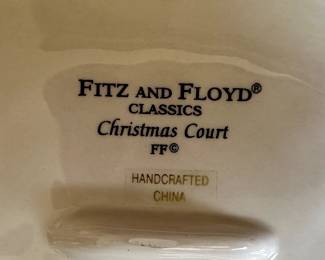 FITZ AND FLOYD®
CLASSICS
Christmas Court
FF©
HANDCRAFTED
CHINA